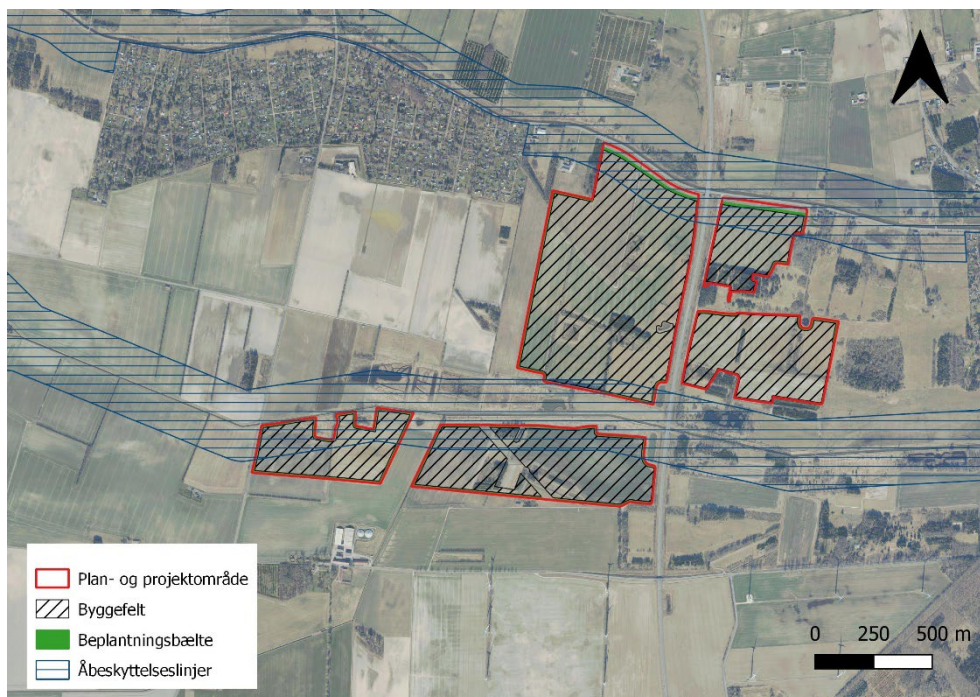 Plan- og projektområde
Byggefelt
Beplantningsbælte
Åbeskyttelseslinjer
0 250 500 m